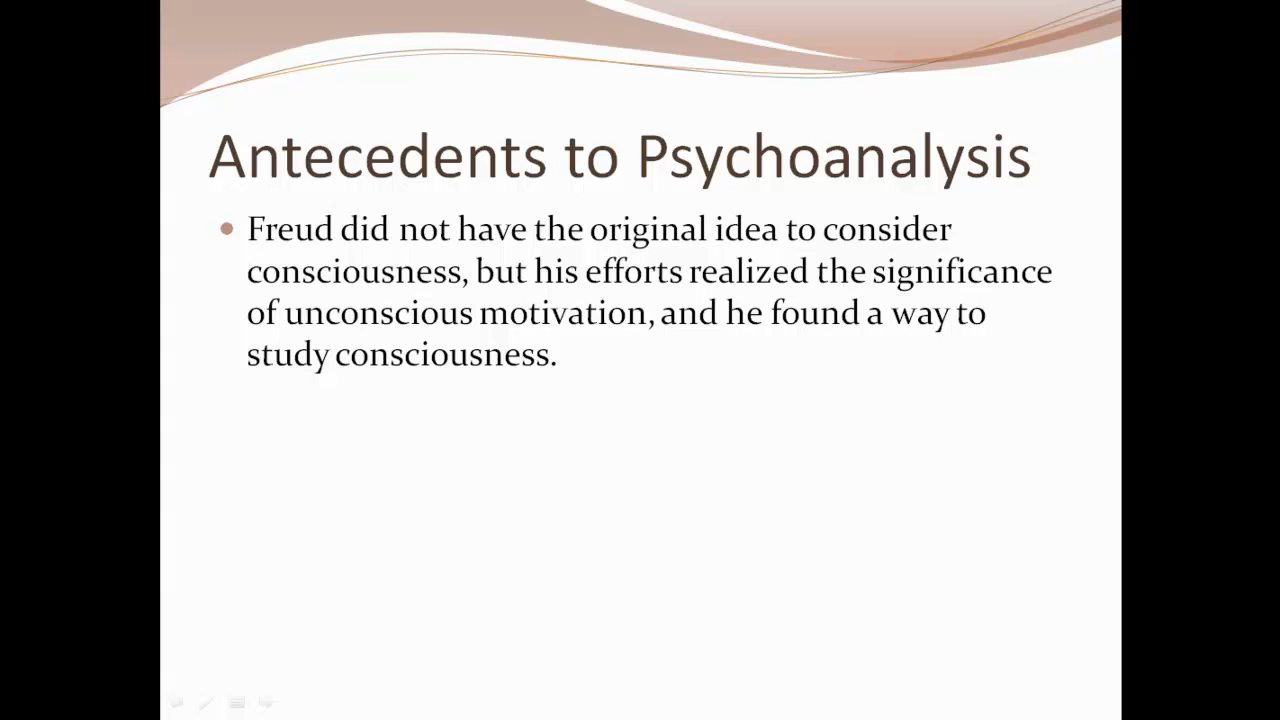 Antecedents to Psychoanalysis
Freud did not have the original idea to consider
consciousness, but his efforts realized the significance
of unconscious motivation, and he found a way to
study consciousness.